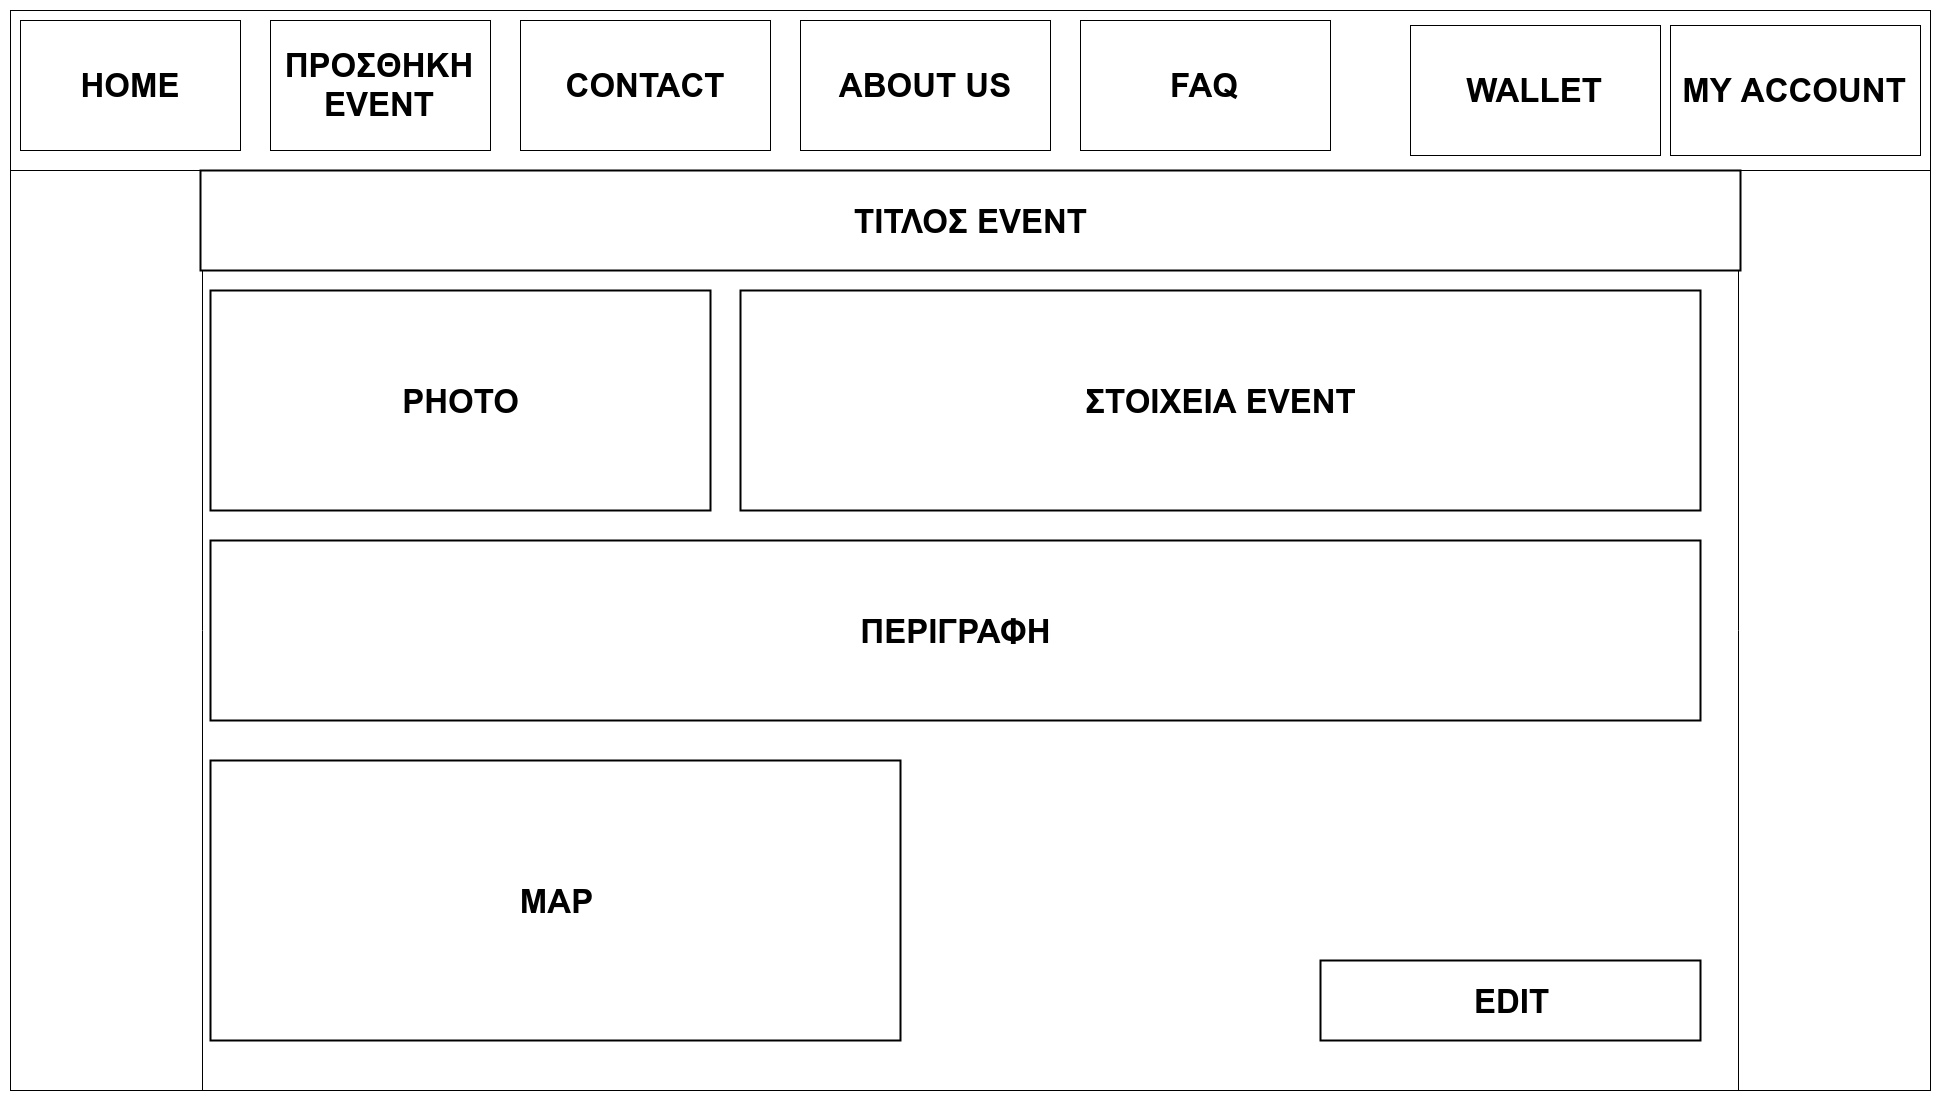 HOME
ΠΡΟΣΘΗΚΗ
EVENT
CONTACT
ABOUT US
FAQ
WALLET
MY ACCOUNT
ΤΙΤΛΟΣ EVENT
PHOTO
ΣΤΟΙΧΕΙΑ EVENT
ΠΕΡΙΓΡΑΦΗ
MAP
EDIT